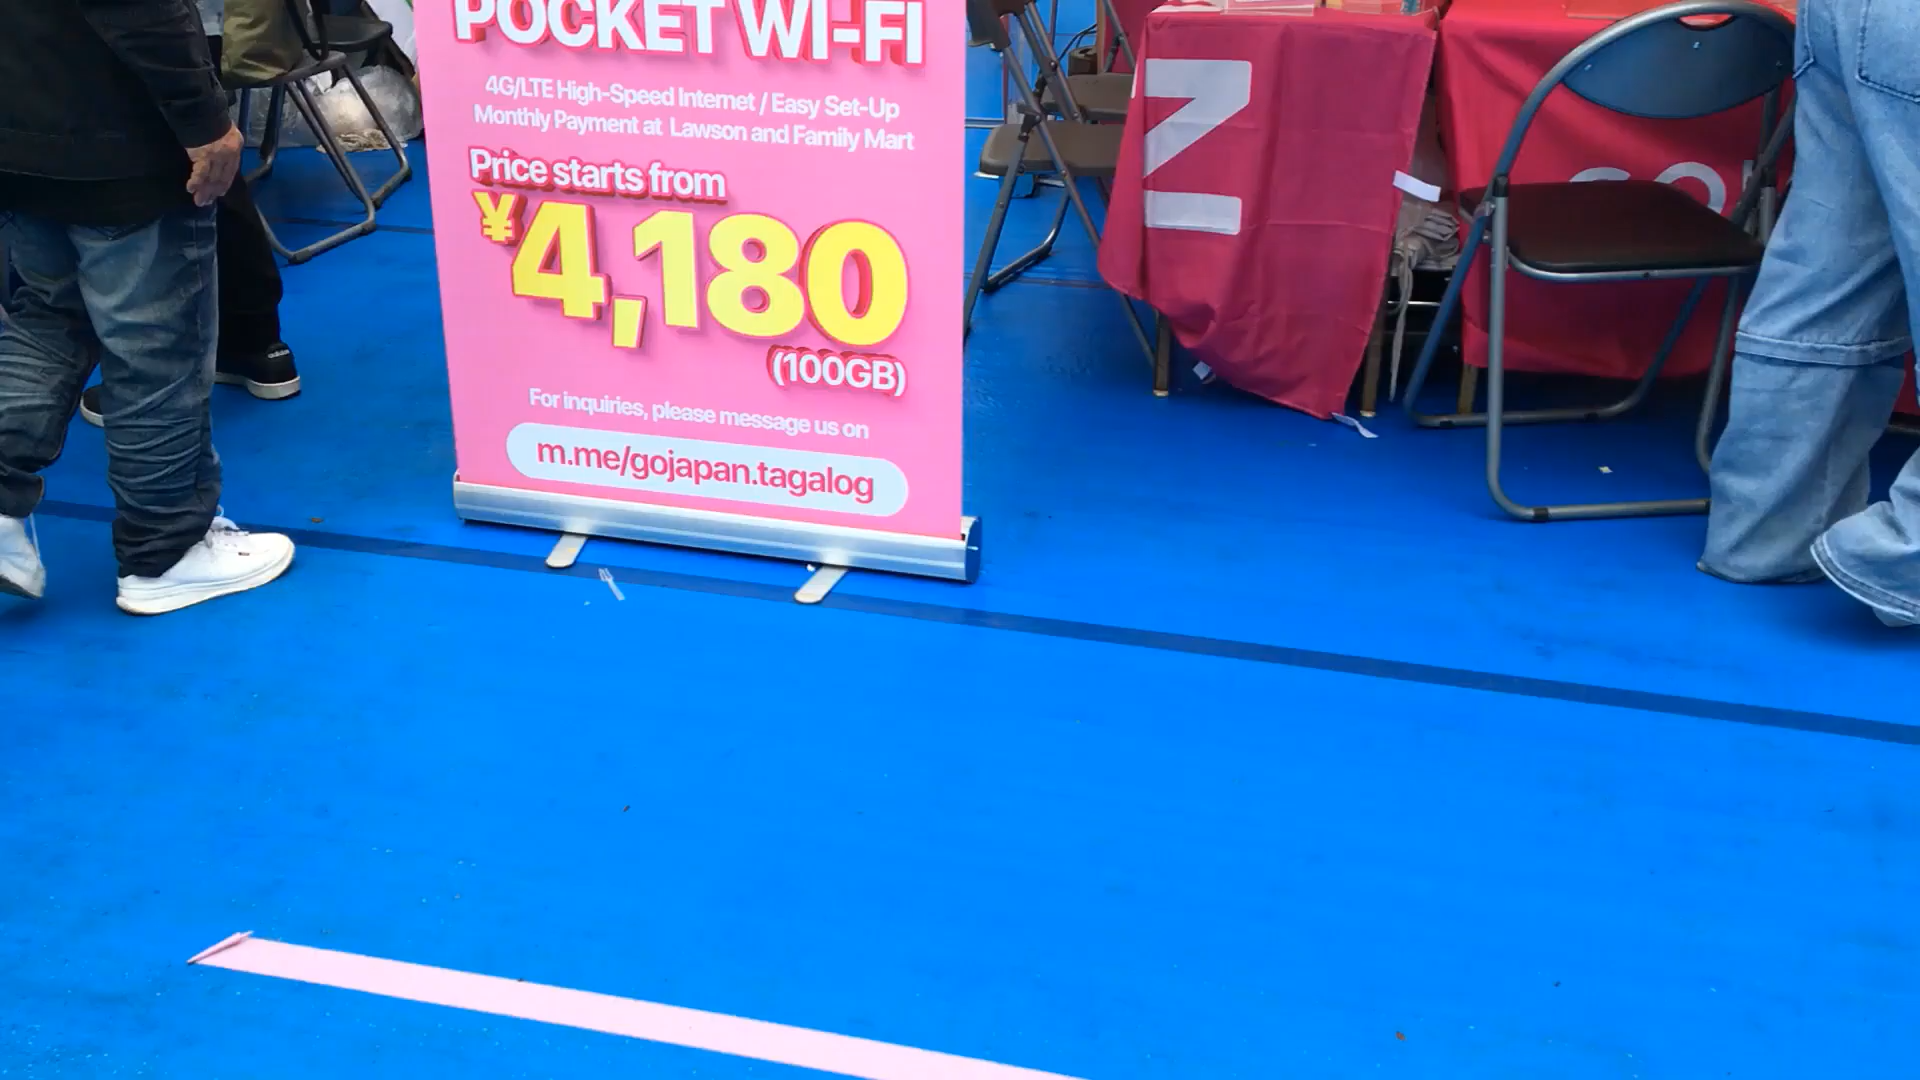 POCKET WI-FI
4G/LTE High-Speed Internet / Easy Set-Up
Monthly Payment at Lawson and Family Mart
Price starts from
¥4,180
(100GB)
For inquiries, please message us on
m.me/gojapan.tagalog
N
adidas